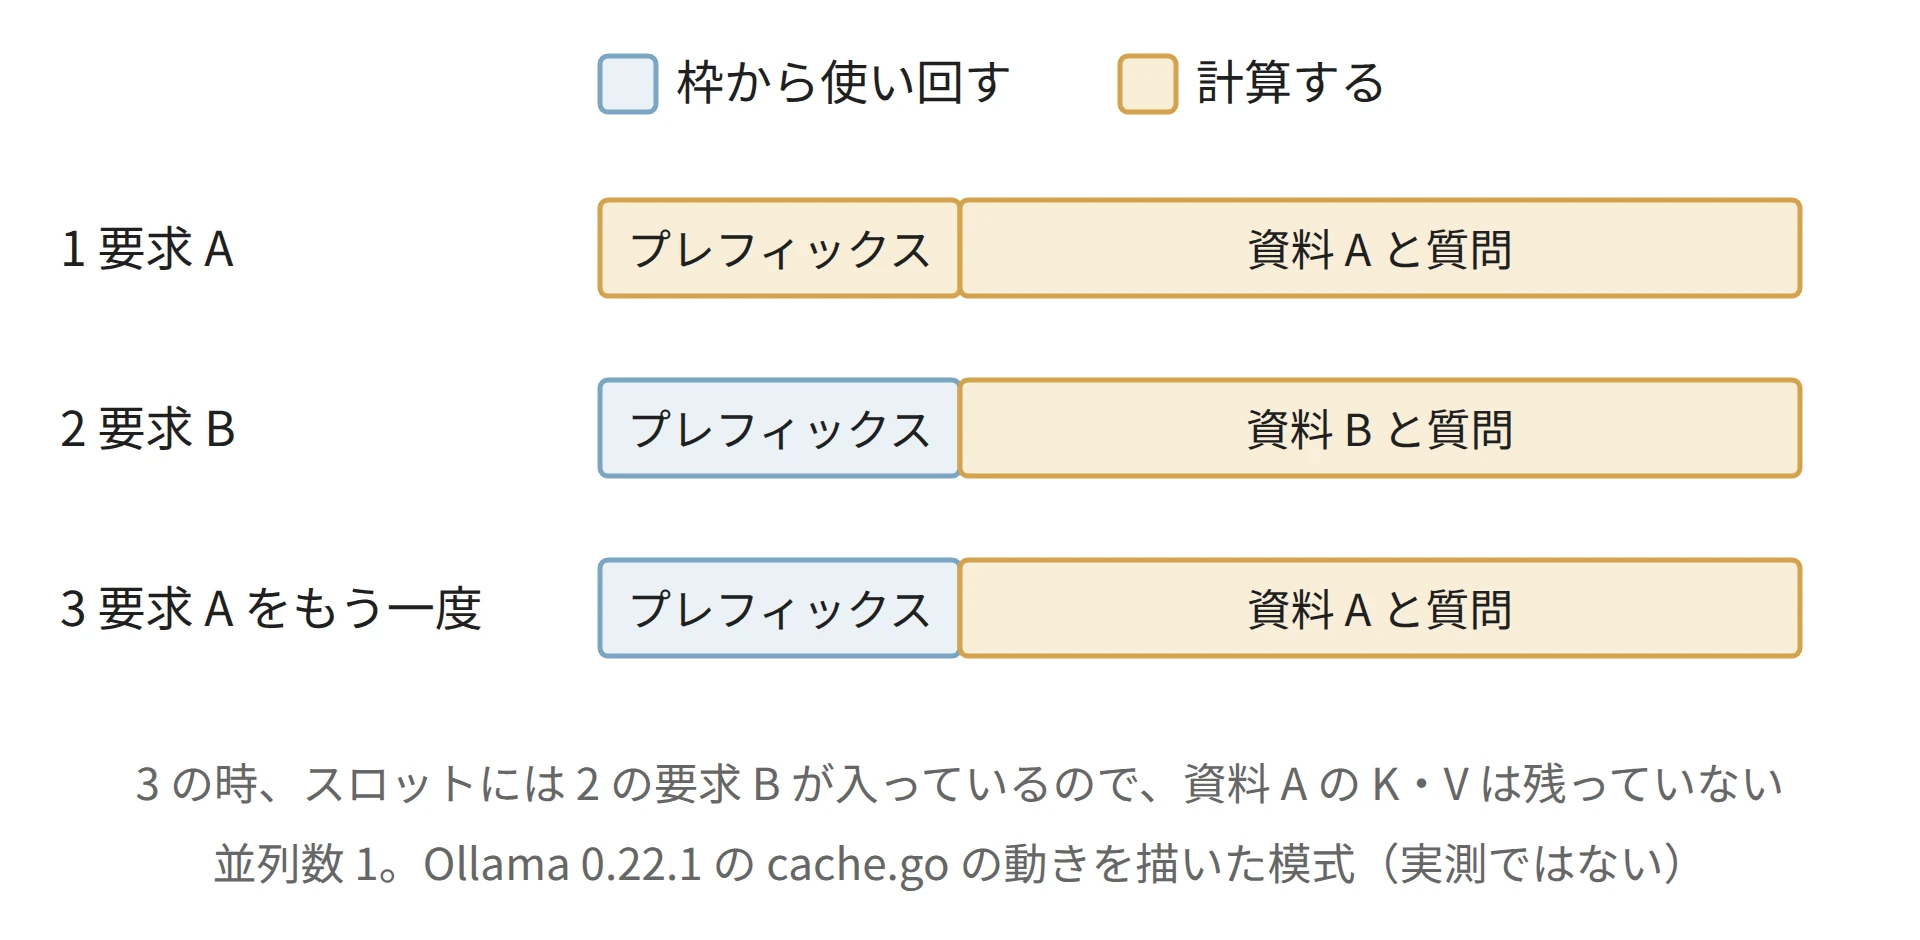 枠から使い回す 計算する
1 要求 A プレフィックス 資料 A と質問
2 要求 B プレフィックス 資料 B と質問
3 要求 A をもう一度 プレフィックス 資料 A と質問
3 の時、スロットには 2 の要求 B が入っているので、資料 A の K・V は残っていない
並列数 1。Ollama 0.22.1 の cache.go の動きを描いた模式（実測ではない）